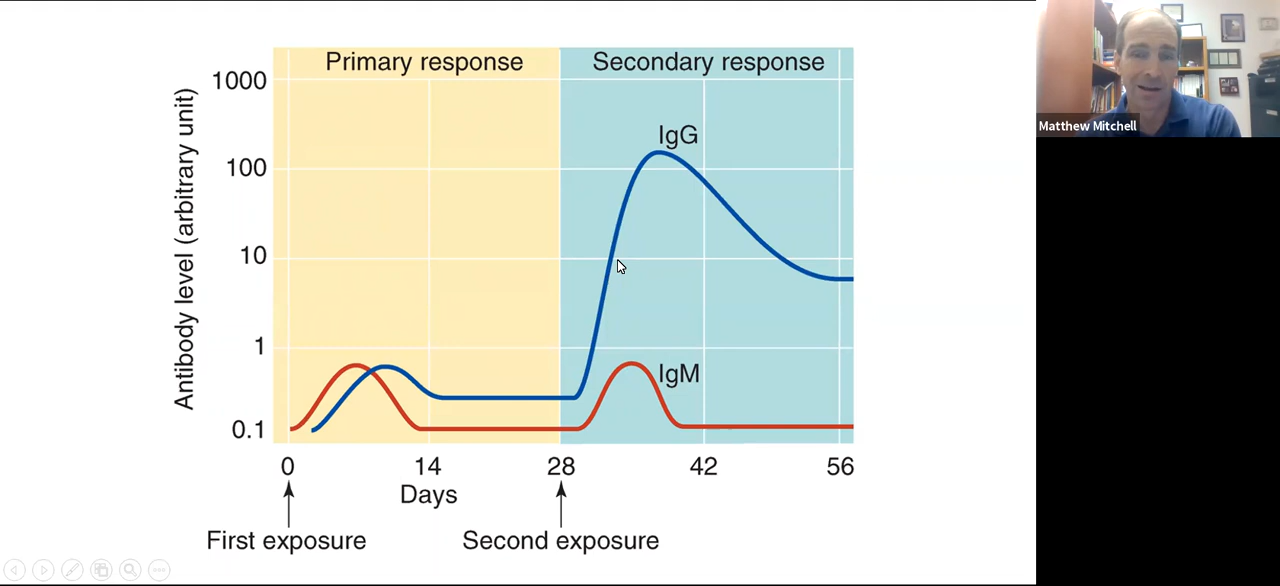 Primary response
Secondary response
1000
100
10
1
0.1
Antibody level (arbitrary unit)
IgG
IgM
0
14
28
42
56
Days
First exposure
Second exposure
Matthew Mitchell